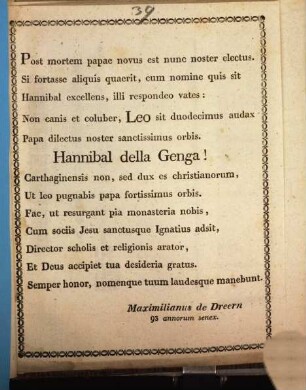 39
Post mortem papae novus est nunc noster electus.
Si fortasse aliquis quaerit, cum nomine quis sit
Hannibal excellens, illi respondeo vates:
Non canis et coluber, Leo sit duodecimus audax
Papa dilectus noster sanctissimus orbis.
Hannibal della Genga!
Carthaginensis non, sed dux es christianorum,
Ut leo pugnabis papa fortissimus orbis.
Fac, ut resurgant pia monasteria nobis,
Cum sociis Jesu sanctusque Ignatius adsit,
Director scholis et religionis arator,
Et Deus accipiet tua desideria gratus.
Semper honor, nomenque tuum laudesque manebunt.
Maximilianus de Dreern
93 annorum senex.